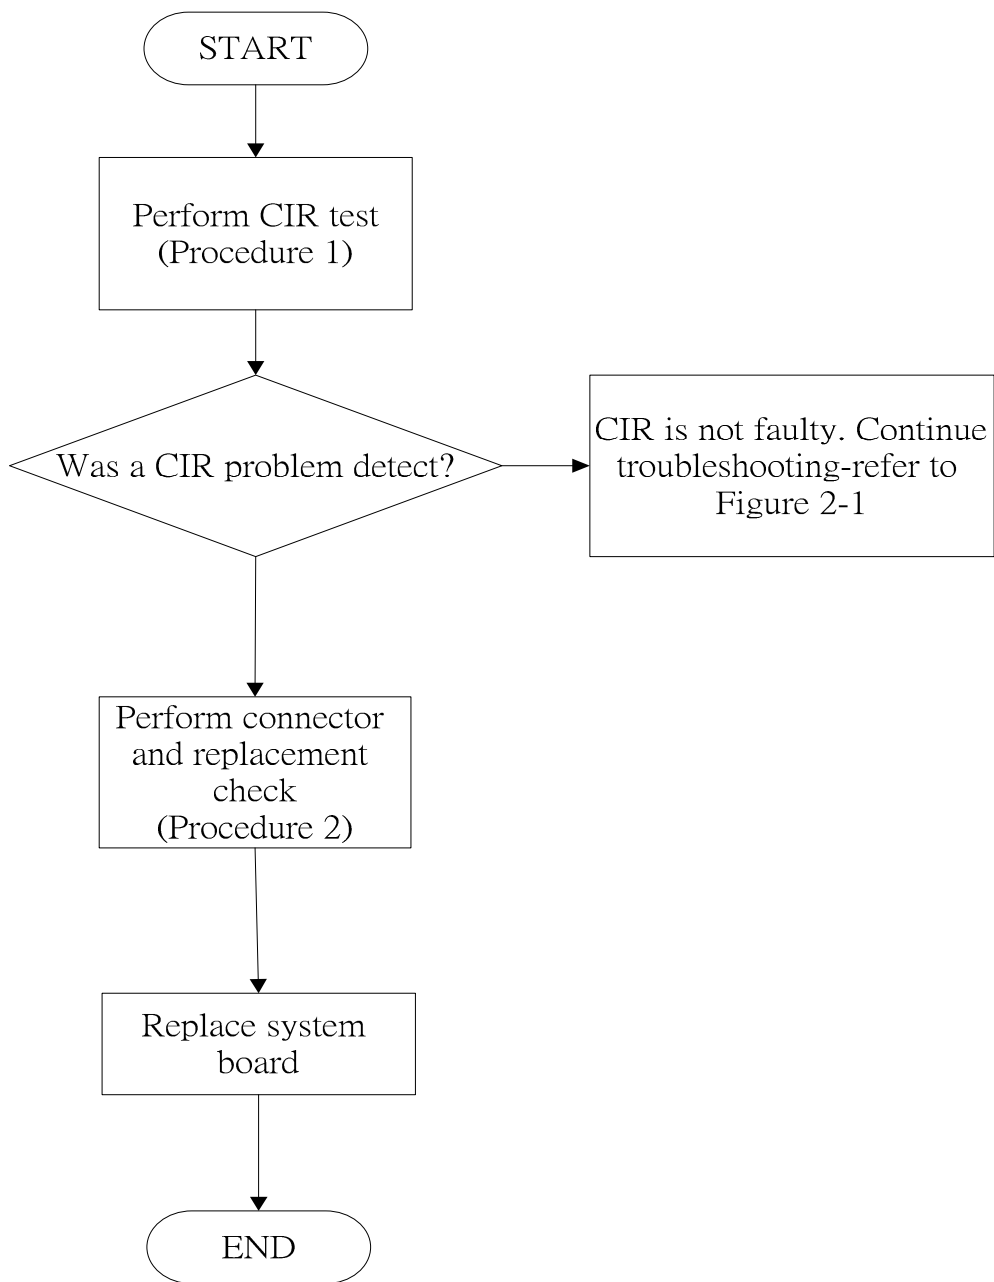 START
Perform CIR test
(Procedure 1)
Was a CIR problem detect?
CIR is not faulty. Continue
troubleshooting-refer to
Figure 2-1
Perform connector
and replacement
check
(Procedure 2)
Replace system
board
END